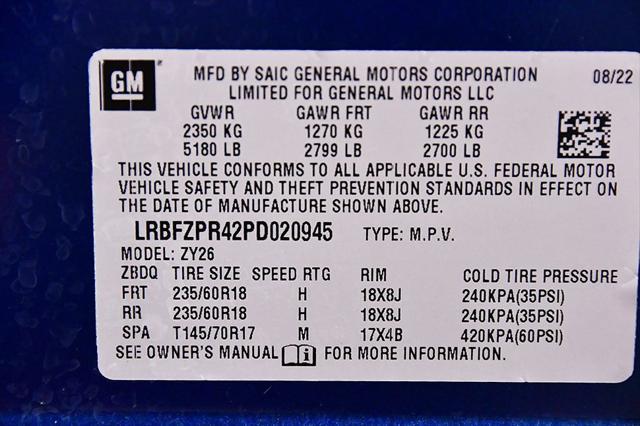 GM
MFD BY SAIC GENERAL MOTORS CORPORATION 08/22
LIMITED FOR GENERAL MOTORS LLC
GVWR GAWR FRT GAWR RR
2350 KG 1270 KG 1225 KG
5180 LB 2799 LB 2700 LB
THIS VEHICLE CONFORMS TO ALL APPLICABLE U.S. FEDERAL MOTOR
VEHICLE SAFETY AND THEFT PREVENTION STANDARDS IN EFFECT ON
THE DATE OF MANUFACTURE SHOWN ABOVE.
LRBFZPR42PD020945 TYPE: M.P.V.
MODEL: ZY26
ZBDQ TIRE SIZE SPEED RTG RIM COLD TIRE PRESSURE
FRT 235/60R18 H 18X8J 240KPA(35PSI)
RR 235/60R18 H 18X8J 240KPA(35PSI)
SPA T145/70R17 M 17X4B 420KPA(60PSI)
SEE OWNER'S MANUAL FOR MORE INFORMATION.